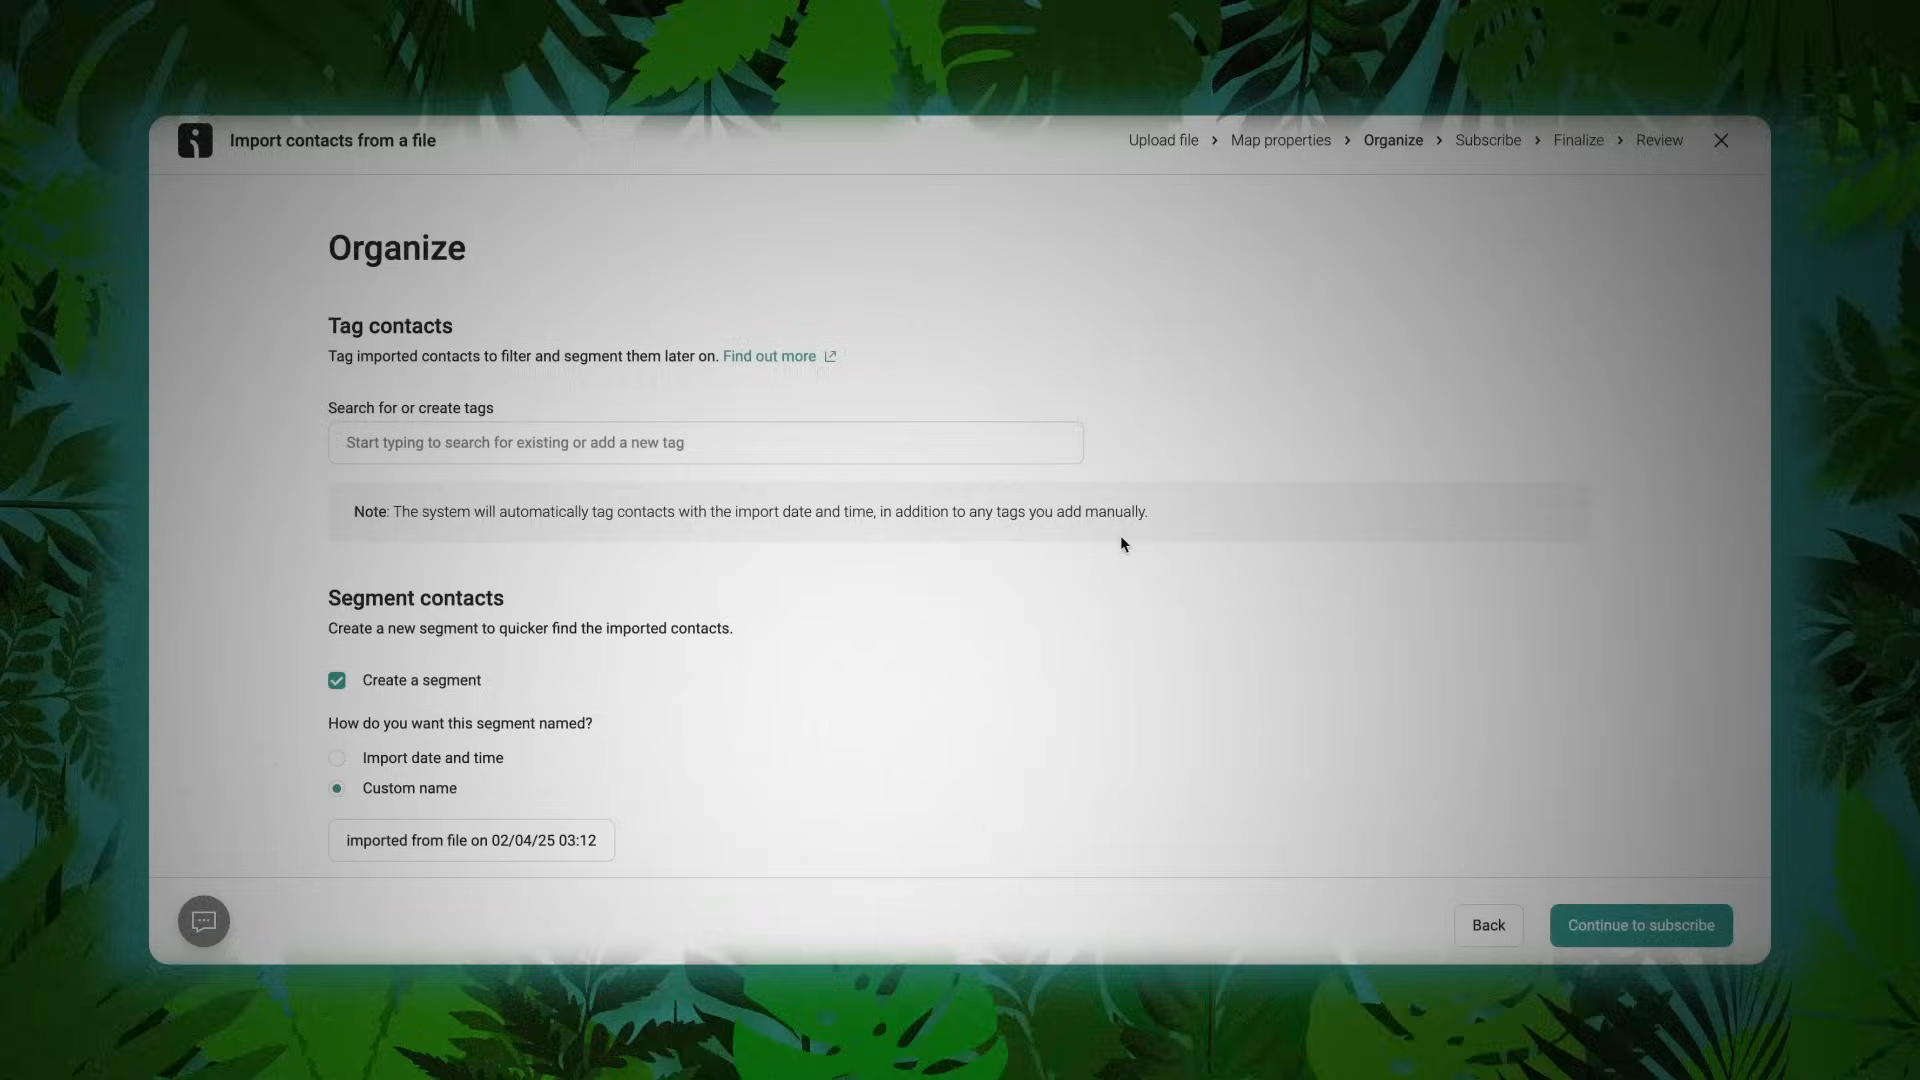 Import contacts from a file
Upload file > Map properties > Organize > Subscribe > Finalize > Review
Organize
Tag contacts
Tag imported contacts to filter and segment them later on. Find out more
Search for or create tags
Start typing to search for existing or add a new tag
Note: The system will automatically tag contacts with the import date and time, in addition to any tags you add manually.
Segment contacts
Create a new segment to quicker find the imported contacts.
Create a segment
How do you want this segment named?
Import date and time
Custom name
imported from file on 02/04/25 03:12
Back
Continue to subscribe